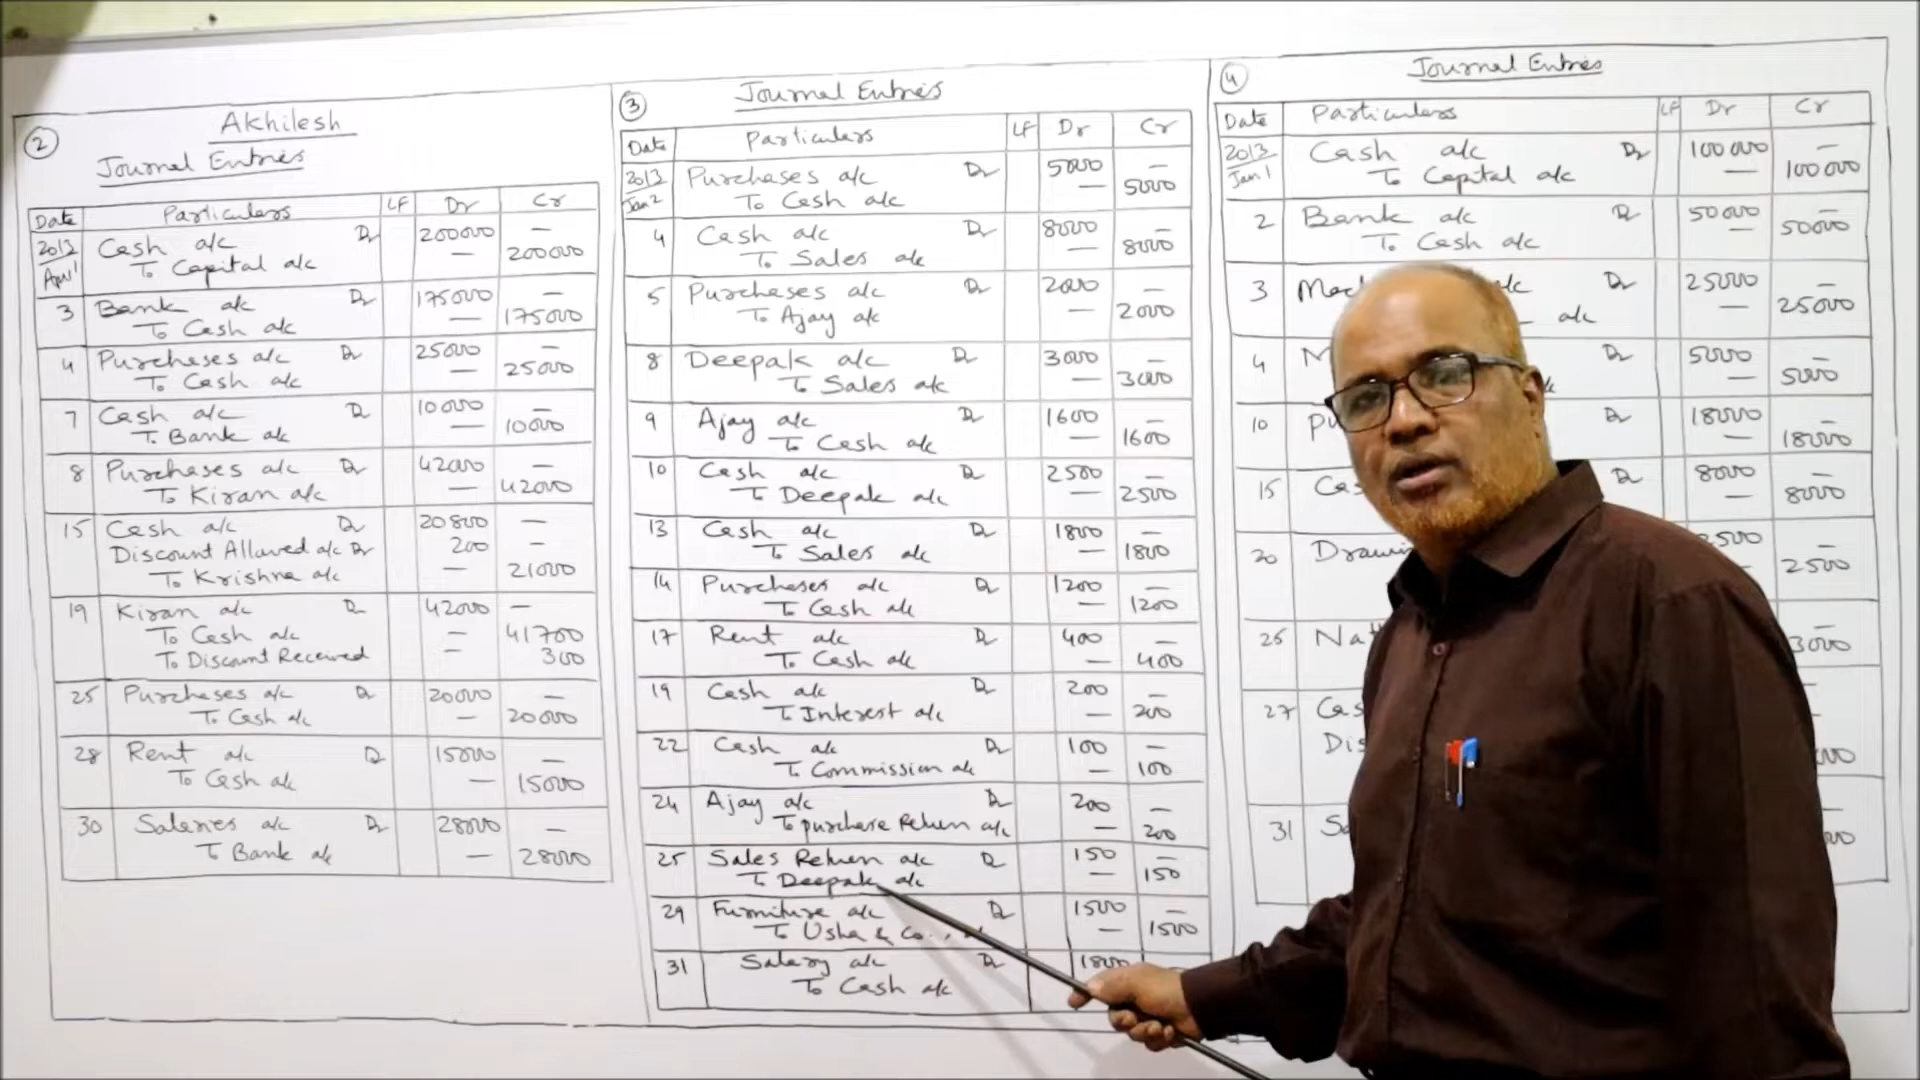 2
Akhilesh
Journal Entries
Date Particulars LF Dr Cr
2013 Apr 1 Cash a/c Dr 200000 —
To Capital a/c — 200000
3 Bank a/c Dr 175000 —
To Cash a/c — 175000
4 Purchases a/c Dr 25000 —
To Cash a/c — 25000
7 Cash a/c Dr 10000 —
To Bank a/c — 10000
8 Purchases a/c Dr 42000 —
To Kiran a/c — 42000
15 Cash a/c Dr 20800 —
Discount Allowed a/c Dr 200 —
To Krishna a/c — 21000
19 Kiran a/c Dr 42000 —
To Cash a/c — 41700
To Discount Received — 300
25 Purchases a/c Dr 20000 —
To Cash a/c — 20000
28 Rent a/c Dr 15000 —
To Cash a/c — 15000
30 Salaries a/c Dr 28000 —
To Bank a/c — 28000
3
Journal Entries
Date Particulars LF Dr Cr
2013 Jan 2 Purchases a/c Dr 5000 —
To Cash a/c — 5000
4 Cash a/c Dr 8000 —
To Sales a/c — 8000
5 Purchases a/c Dr 2000 —
To Ajay a/c — 2000
8 Deepak a/c Dr 3000 —
To Sales a/c — 3000
9 Ajay a/c Dr 1600 —
To Cash a/c — 1600
10 Cash a/c Dr 2500 —
To Deepak a/c — 2500
13 Cash a/c Dr 1800 —
To Sales a/c — 1800
14 Purchases a/c Dr 1200 —
To Cash a/c — 1200
17 Rent a/c Dr 400 —
To Cash a/c — 400
19 Cash a/c Dr 200 —
To Interest a/c — 200
22 Cash a/c Dr 100 —
To Commission a/c — 100
24 Ajay a/c Dr 200 —
To purchase Return a/c — 200
25 Sales Return a/c Dr 150 —
To Deepak a/c — 150
29 Furniture a/c Dr 1500 —
To Usha & Co., — 1500
31 Salary a/c Dr 1800
To Cash a/c
4
Journal Entries
Date Particulars LF Dr Cr
2013 Jan 1 Cash a/c Dr 100000 —
To Capital a/c — 100000
2 Bank a/c Dr 50000 —
To Cash a/c — 50000
3 Dr 25000 —
a/c — 25000
4 Dr 5000 —
— 5000
10 Dr 18000 —
— 18000
15 Dr 8000 —
— 8000
20 2500 —
2500
25
3000
27
31